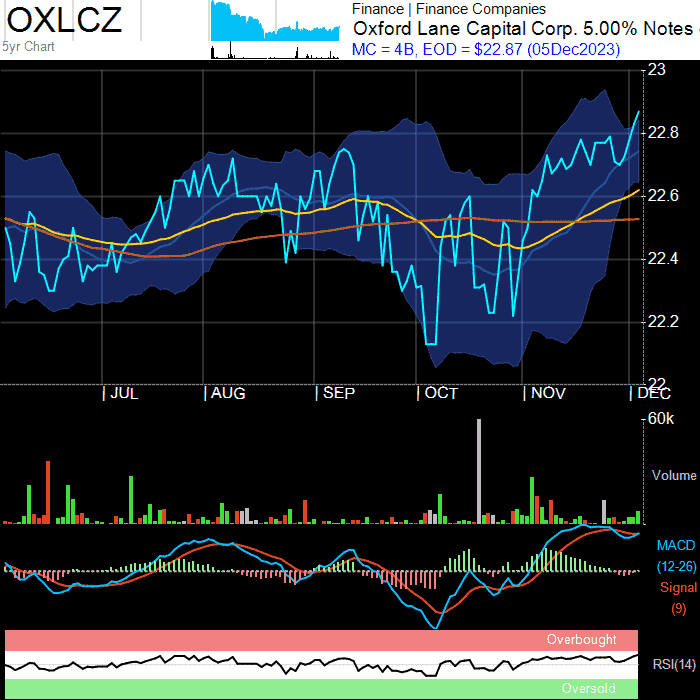 OXLCZ
5yr Chart
Finance | Finance Companies
Oxford Lane Capital Corp. 5.00% Notes
MC = 4B, EOD = $22.87 (05Dec2023)
23
22.8
22.6
22.4
22.2
22
JUL AUG SEP OCT NOV DEC
60k
Volume
MACD
(12-26)
Signal
(9)
Overbought
RSI(14)
Oversold